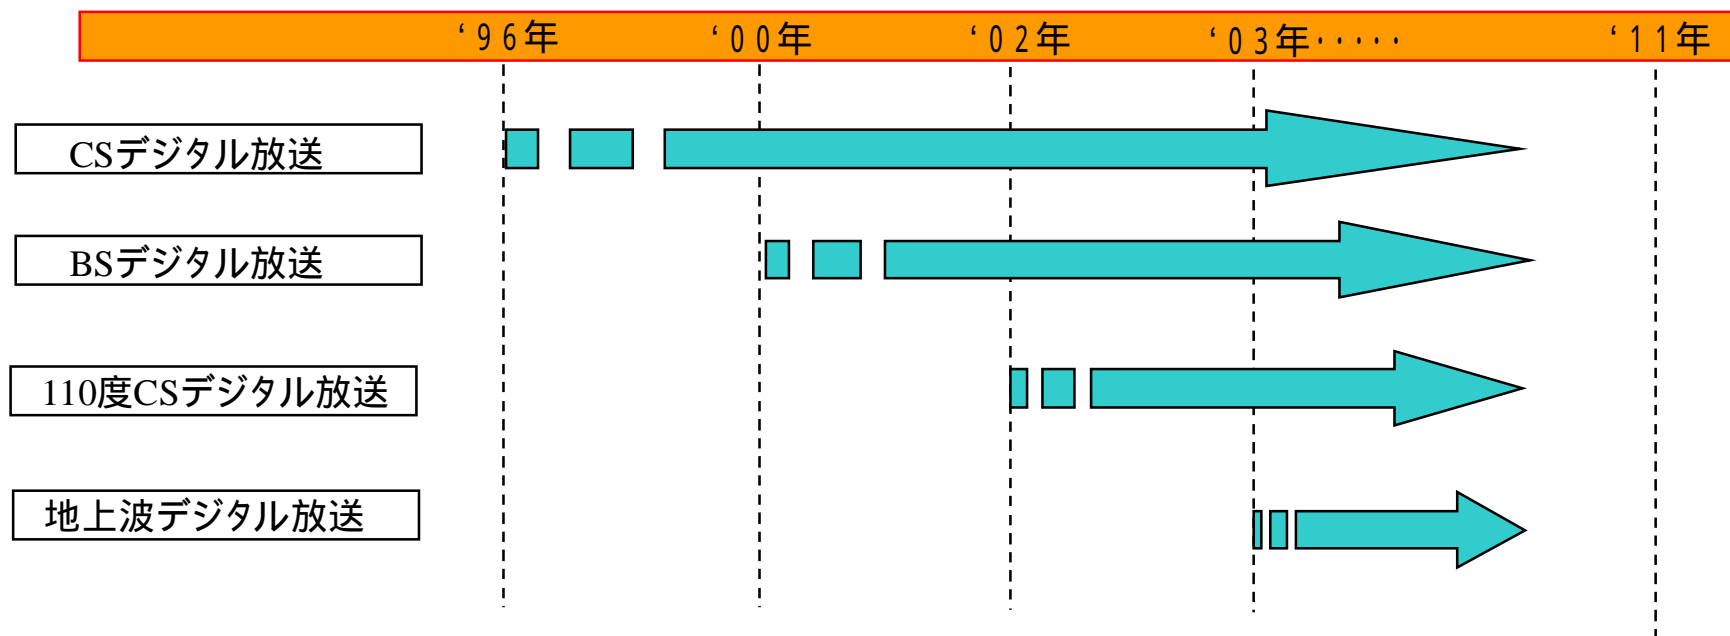 ‘９６年 ‘００年 ‘０２年 ‘０３年・・・・・ ‘１１年
CSデジタル放送
BSデジタル放送
110度CSデジタル放送
地上波デジタル放送